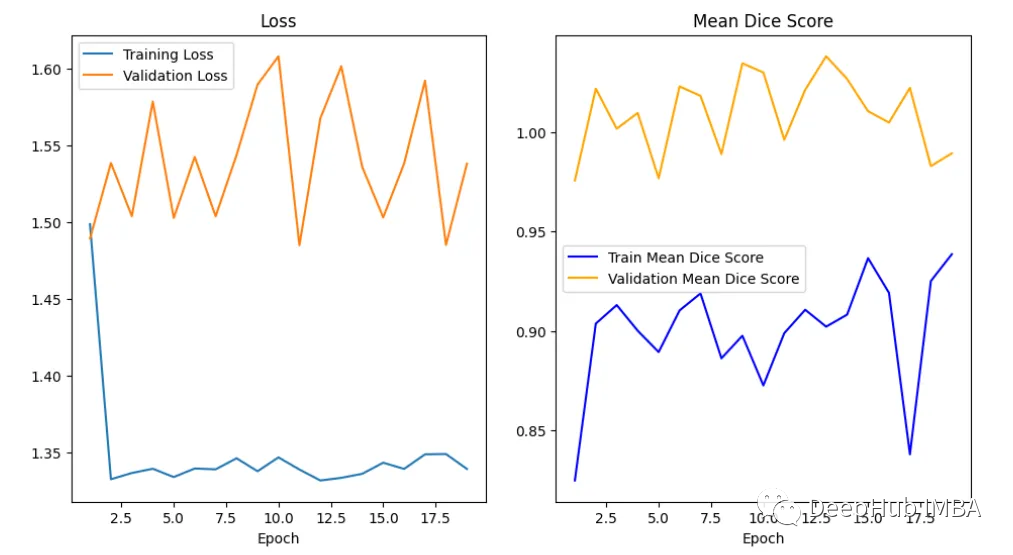 Loss
Training Loss
Validation Loss
1.60
1.55
1.50
1.45
1.40
1.35
2.5 5.0 7.5 10.0 12.5 15.0 17.5
Epoch
Mean Dice Score
1.00
0.95
0.90
0.85
Train Mean Dice Score
Validation Mean Dice Score
2.5 5.0 7.5 10.0 12.5 15.0 17.5
Epoch
DeepHub IMBA